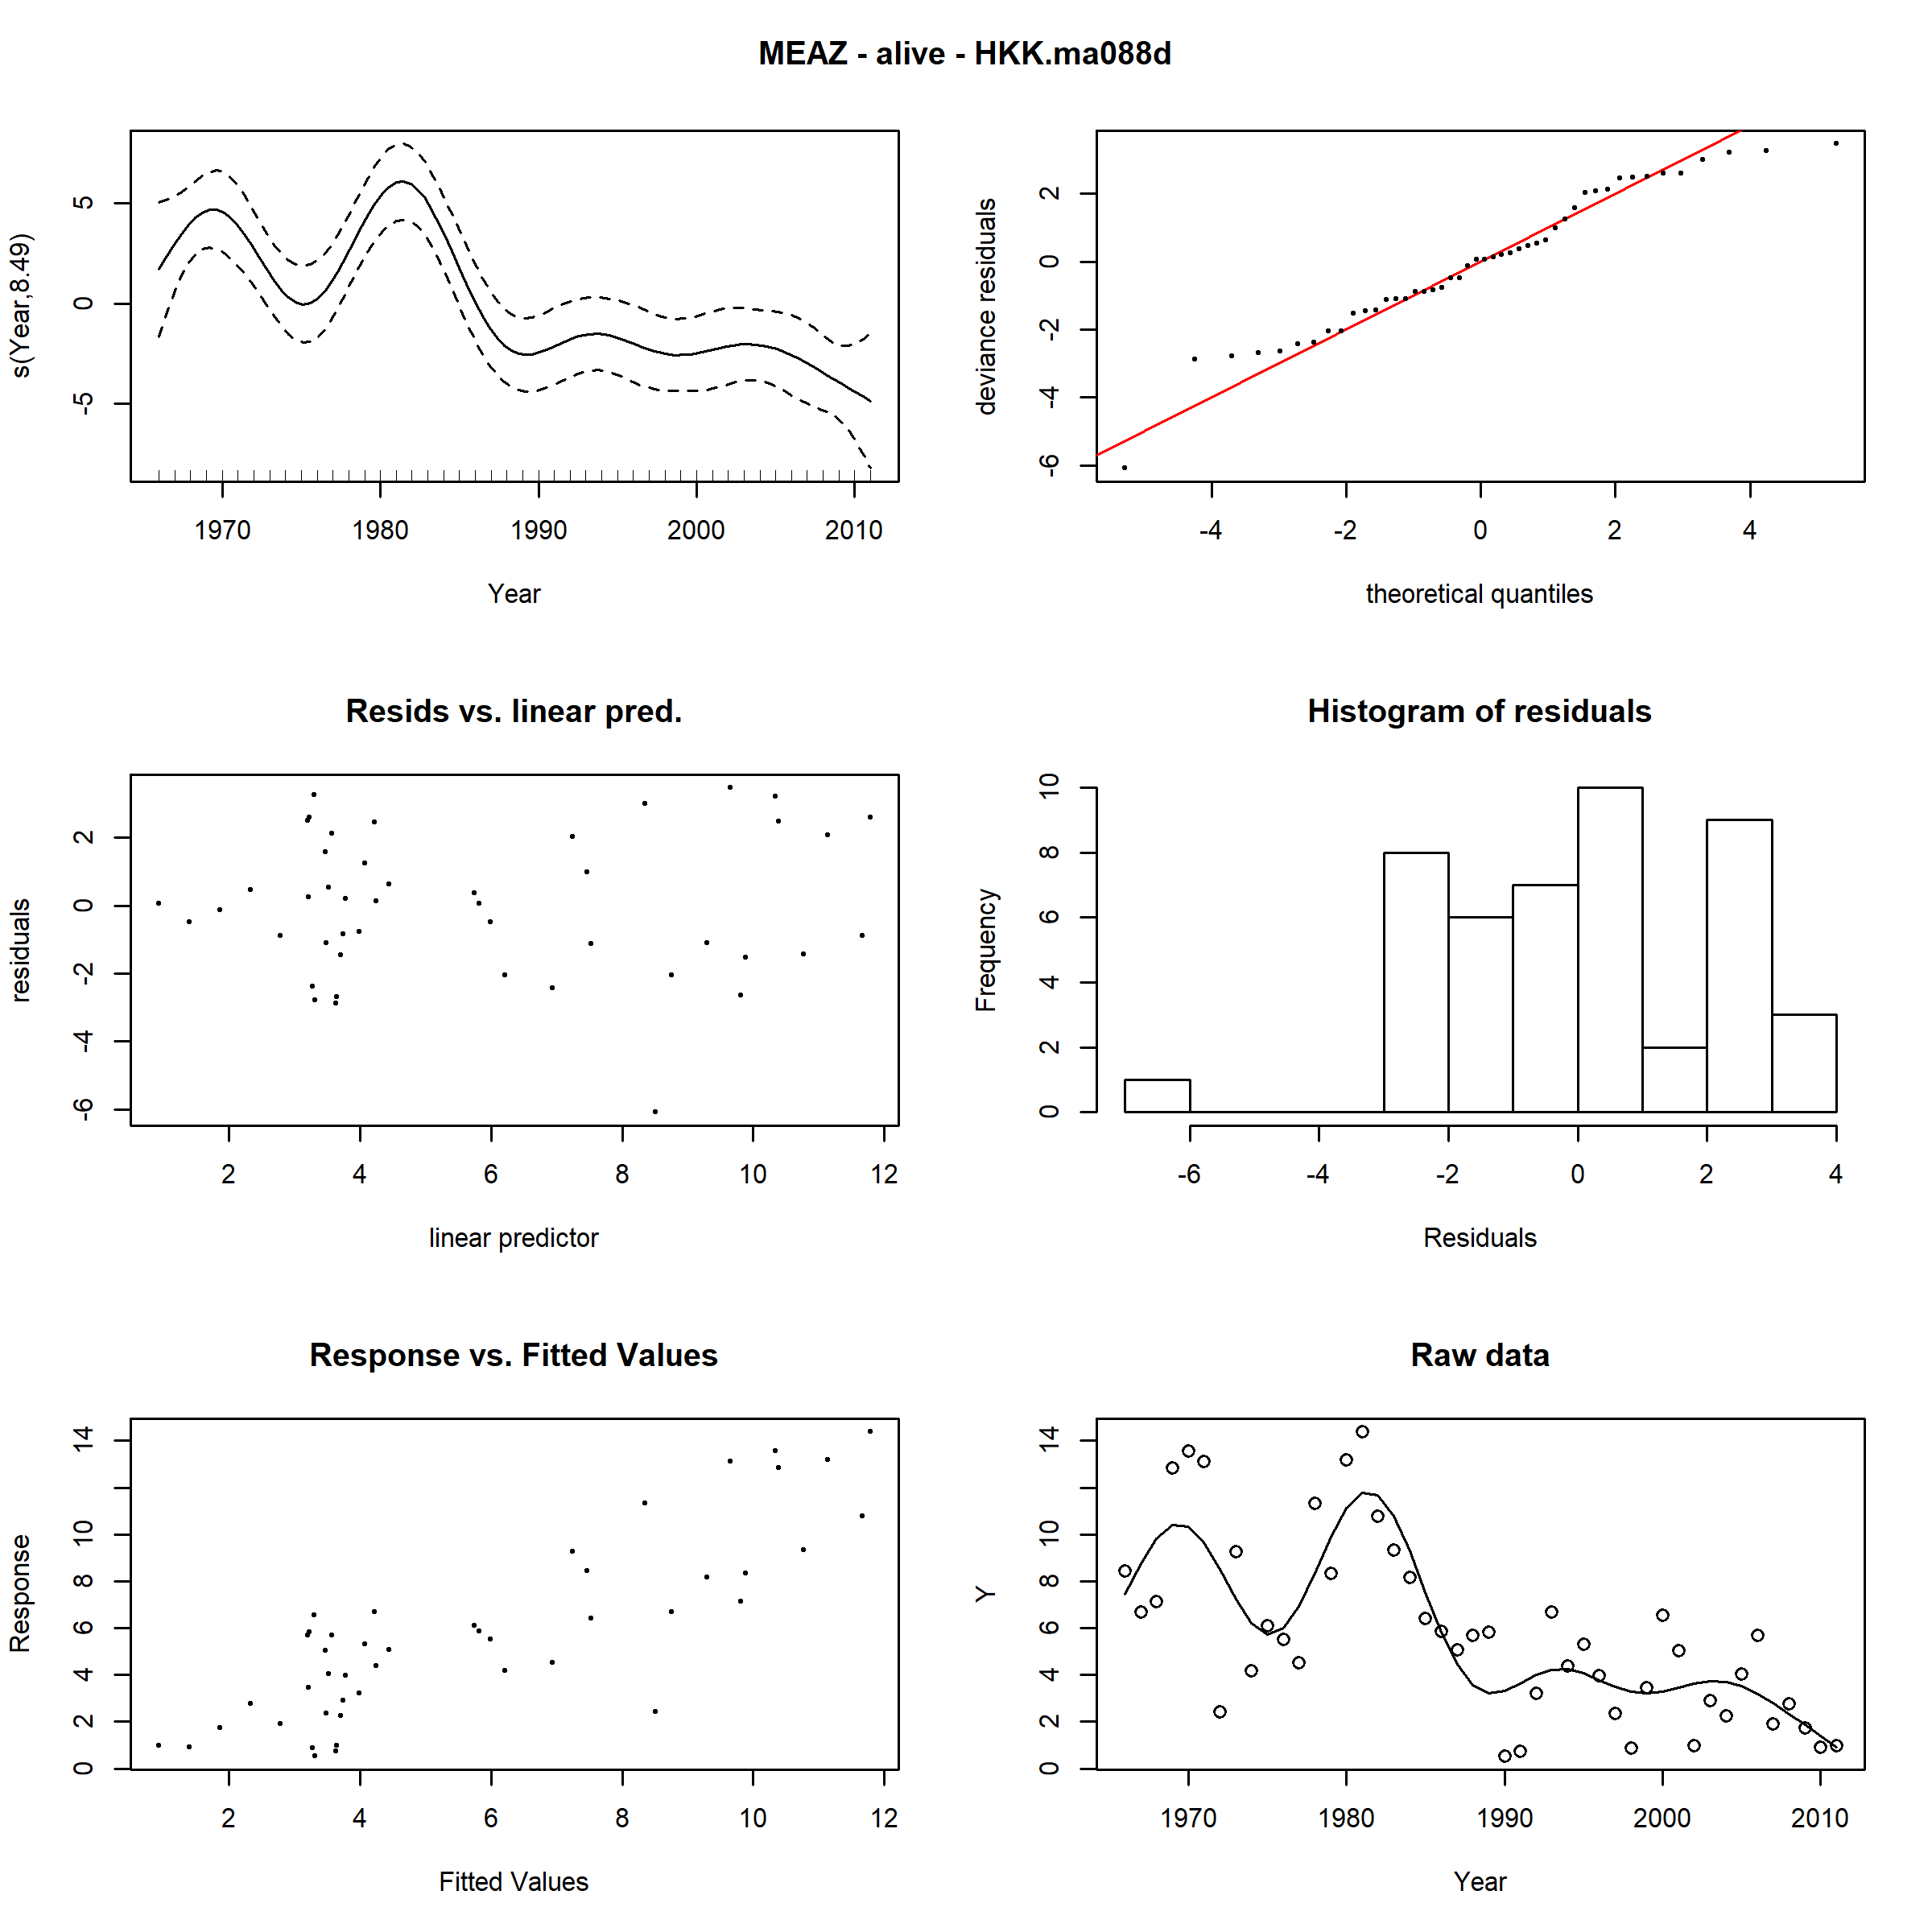 MEAZ - alive - HKK.ma088d
s(Year,8.49)
5
0
-5
1970 1980 1990 2000 2010
Year
deviance residuals
2
0
-2
-4
-6
-4 -2 0 2 4
theoretical quantiles
Resids vs. linear pred.
residuals
2
0
-2
-4
-6
2 4 6 8 10 12
linear predictor
Histogram of residuals
Frequency
10
8
6
4
2
0
-6 -4 -2 0 2 4
Residuals
Response vs. Fitted Values
Response
14
10
8
6
4
2
0
2 4 6 8 10 12
Fitted Values
Raw data
Y
14
10
8
6
4
2
0
1970 1980 1990 2000 2010
Year